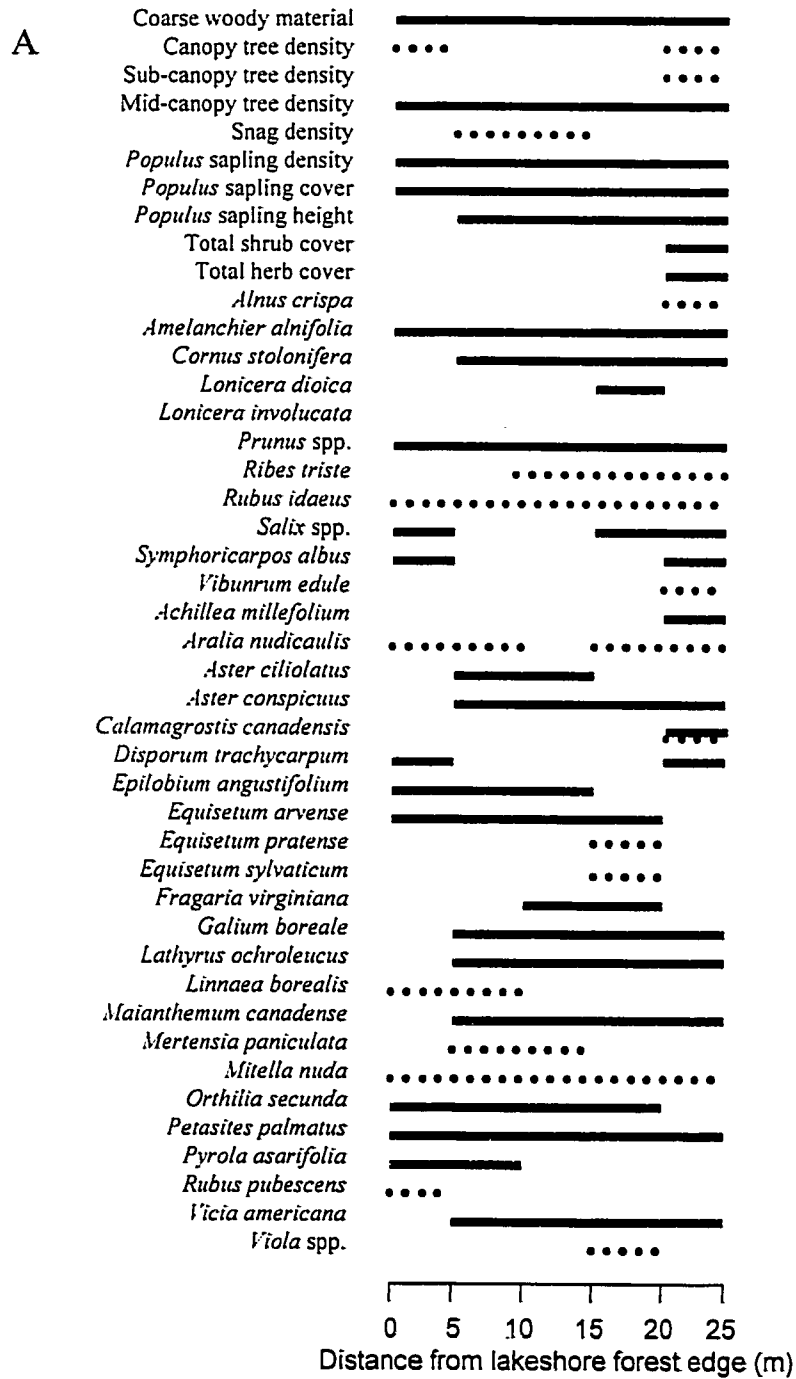 A
Coarse woody material
Canopy tree density
Sub-canopy tree density
Mid-canopy tree density
Snag density
Populus sapling density
Populus sapling cover
Populus sapling height
Total shrub cover
Total herb cover
Alnus crispa
Amelanchier alnifolia
Cornus stolonifera
Lonicera dioica
Lonicera involucata
Prunus spp.
Ribes triste
Rubus idaeus
Salix spp.
Symphoricarpos albus
Vibunrum edule
Achillea millefolium
Aralia nudicaulis
Aster ciliolatus
Aster conspicuus
Calamagrostis canadensis
Disporum trachycarpum
Epilobium angustifolium
Equisetum arvense
Equisetum pratense
Equisetum sylvaticum
Fragaria virginiana
Galium boreale
Lathyrus ochroleucus
Linnaea borealis
Maianthemum canadense
Mertensia paniculata
Mitella nuda
Orthilia secunda
Petasites palmatus
Pyrola asarifolia
Rubus pubescens
Vicia americana
Viola spp.
0 5 10 15 20 25
Distance from lakeshore forest edge (m)